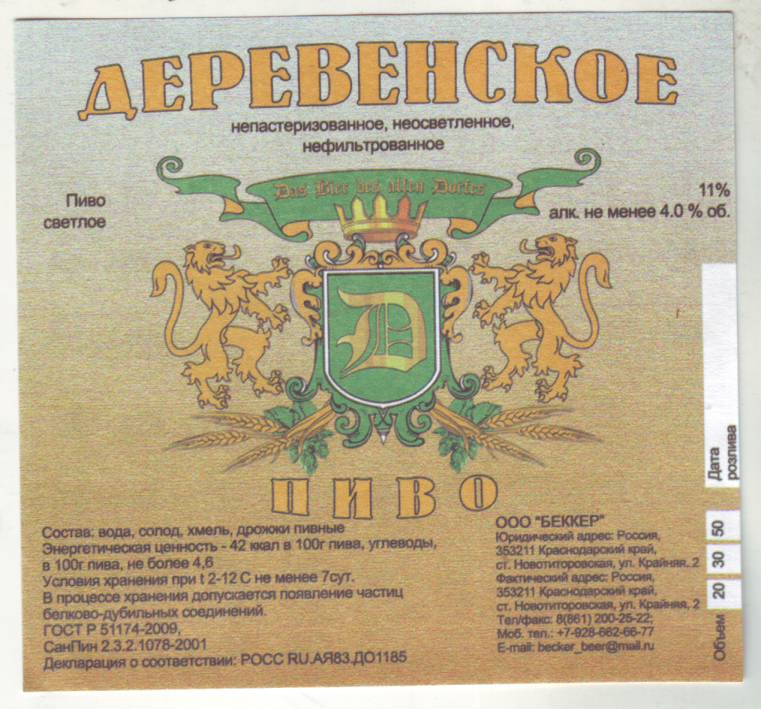 ДЕРЕВЕНСКОЕ
непастеризованное, неосветленное,
нефильтрованное
Das Bier des alten Dorfes
Пиво
светлое
11%
алк. не менее 4.0 % об.
D
ПИВО
Состав: вода, солод, хмель, дрожжи пивные
Энергетическая ценность - 42 ккал в 100г пива, углеводы,
в 100г пива, не более 4,6
Условия хранения при t 2-12 С не менее 7сут.
В процессе хранения допускается появление частиц
белково-дубильных соединений.
ГОСТ Р 51174-2009,
СанПин 2.3.2.1078-2001
Декларация о соответствии: РОСС RU.АЯ83.ДО1185
ООО "БЕККЕР"
Юридический адрес: Россия,
353211 Краснодарский край,
ст. Новотиторовская, ул. Крайняя, 2
Фактический адрес: Россия,
353211 Краснодарский край,
ст. Новотиторовская, ул. Крайняя, 2
Тел/факс: 8(861) 200-25-22;
Моб. тел.: +7-928-662-66-77
E-mail: becker_beer@mail.ru
Дата
розлива
Объем 20 30 50